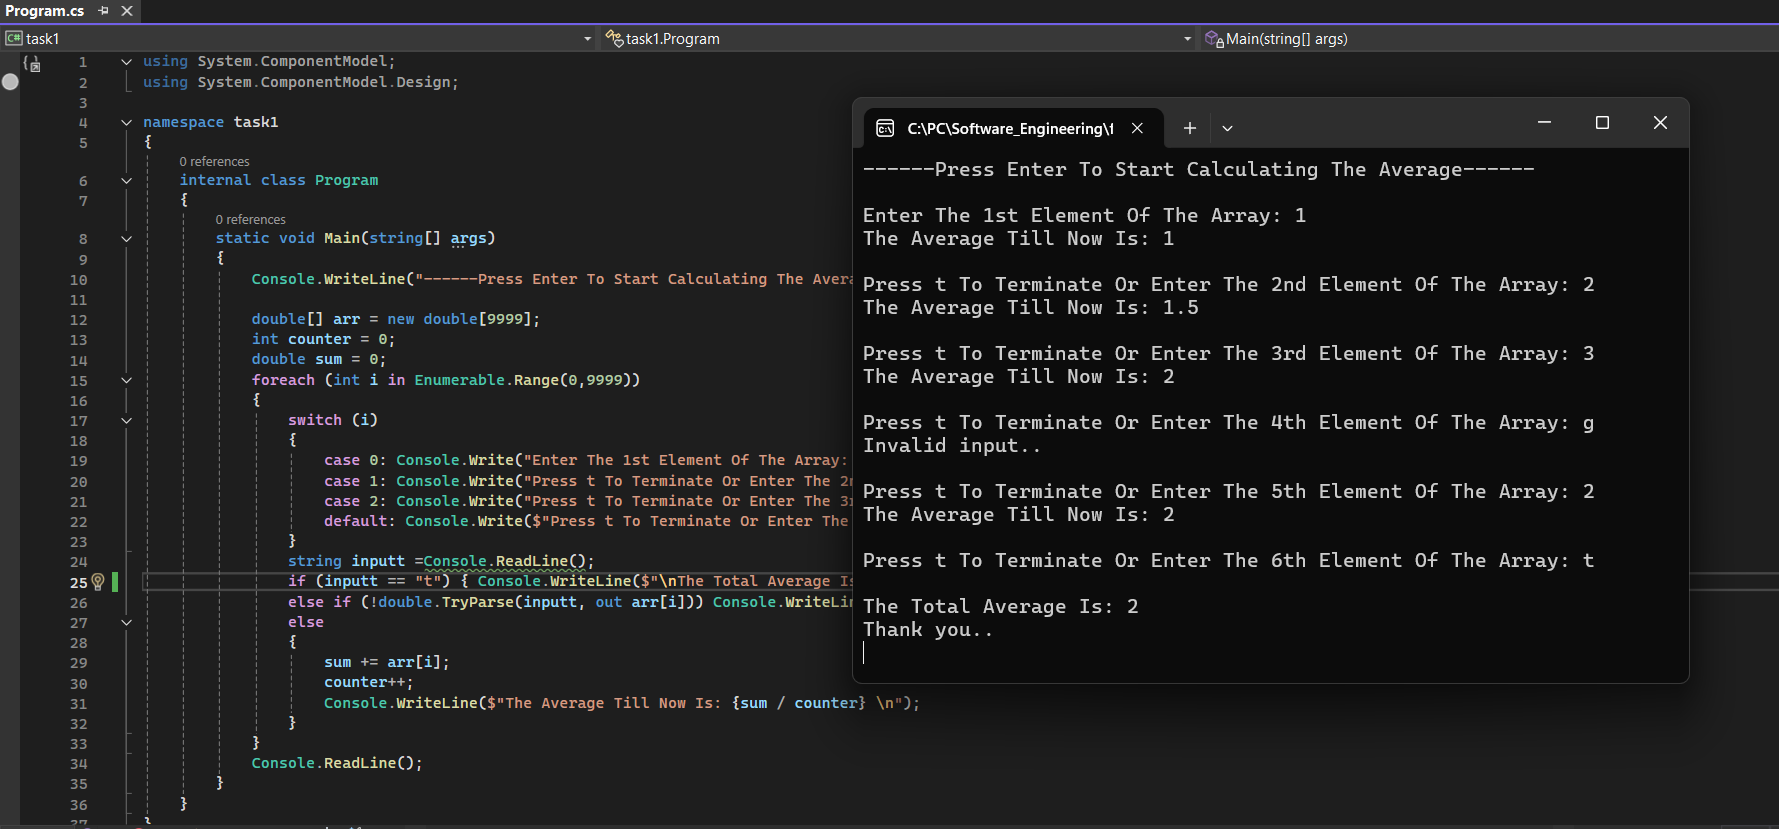 Program.cs
C# task1
task1.Program
Main(string[] args)
1 using System.ComponentModel;
2 using System.ComponentModel.Design;
3
4 namespace task1
5 {
0 references
6 internal class Program
7 {
0 references
8 static void Main(string[] args)
9 {
10 Console.WriteLine("------Press Enter To Start Calculating The Avera
11
12 double[] arr = new double[9999];
13 int counter = 0;
14 double sum = 0;
15 foreach (int i in Enumerable.Range(0,9999))
16 {
17 switch (i)
18 {
19 case 0: Console.Write("Enter The 1st Element Of The Array:
20 case 1: Console.Write("Press t To Terminate Or Enter The 2n
21 case 2: Console.Write("Press t To Terminate Or Enter The 3r
22 default: Console.Write($"Press t To Terminate Or Enter The
23 }
24 string inputt =Console.ReadLine();
25 if (inputt == "t") { Console.WriteLine($"\nThe Total Average Is
26 else if (!double.TryParse(inputt, out arr[i])) Console.WriteLin
27 else
28 {
29 sum += arr[i];
30 counter++;
31 Console.WriteLine($"The Average Till Now Is: {sum / counter} \n");
32 }
33 }
34 Console.ReadLine();
35 }
36 }
37 }
C:\PC\Software_Engineering\f
------Press Enter To Start Calculating The Average------
Enter The 1st Element Of The Array: 1
The Average Till Now Is: 1
Press t To Terminate Or Enter The 2nd Element Of The Array: 2
The Average Till Now Is: 1.5
Press t To Terminate Or Enter The 3rd Element Of The Array: 3
The Average Till Now Is: 2
Press t To Terminate Or Enter The 4th Element Of The Array: g
Invalid input..
Press t To Terminate Or Enter The 5th Element Of The Array: 2
The Average Till Now Is: 2
Press t To Terminate Or Enter The 6th Element Of The Array: t
The Total Average Is: 2
Thank you..